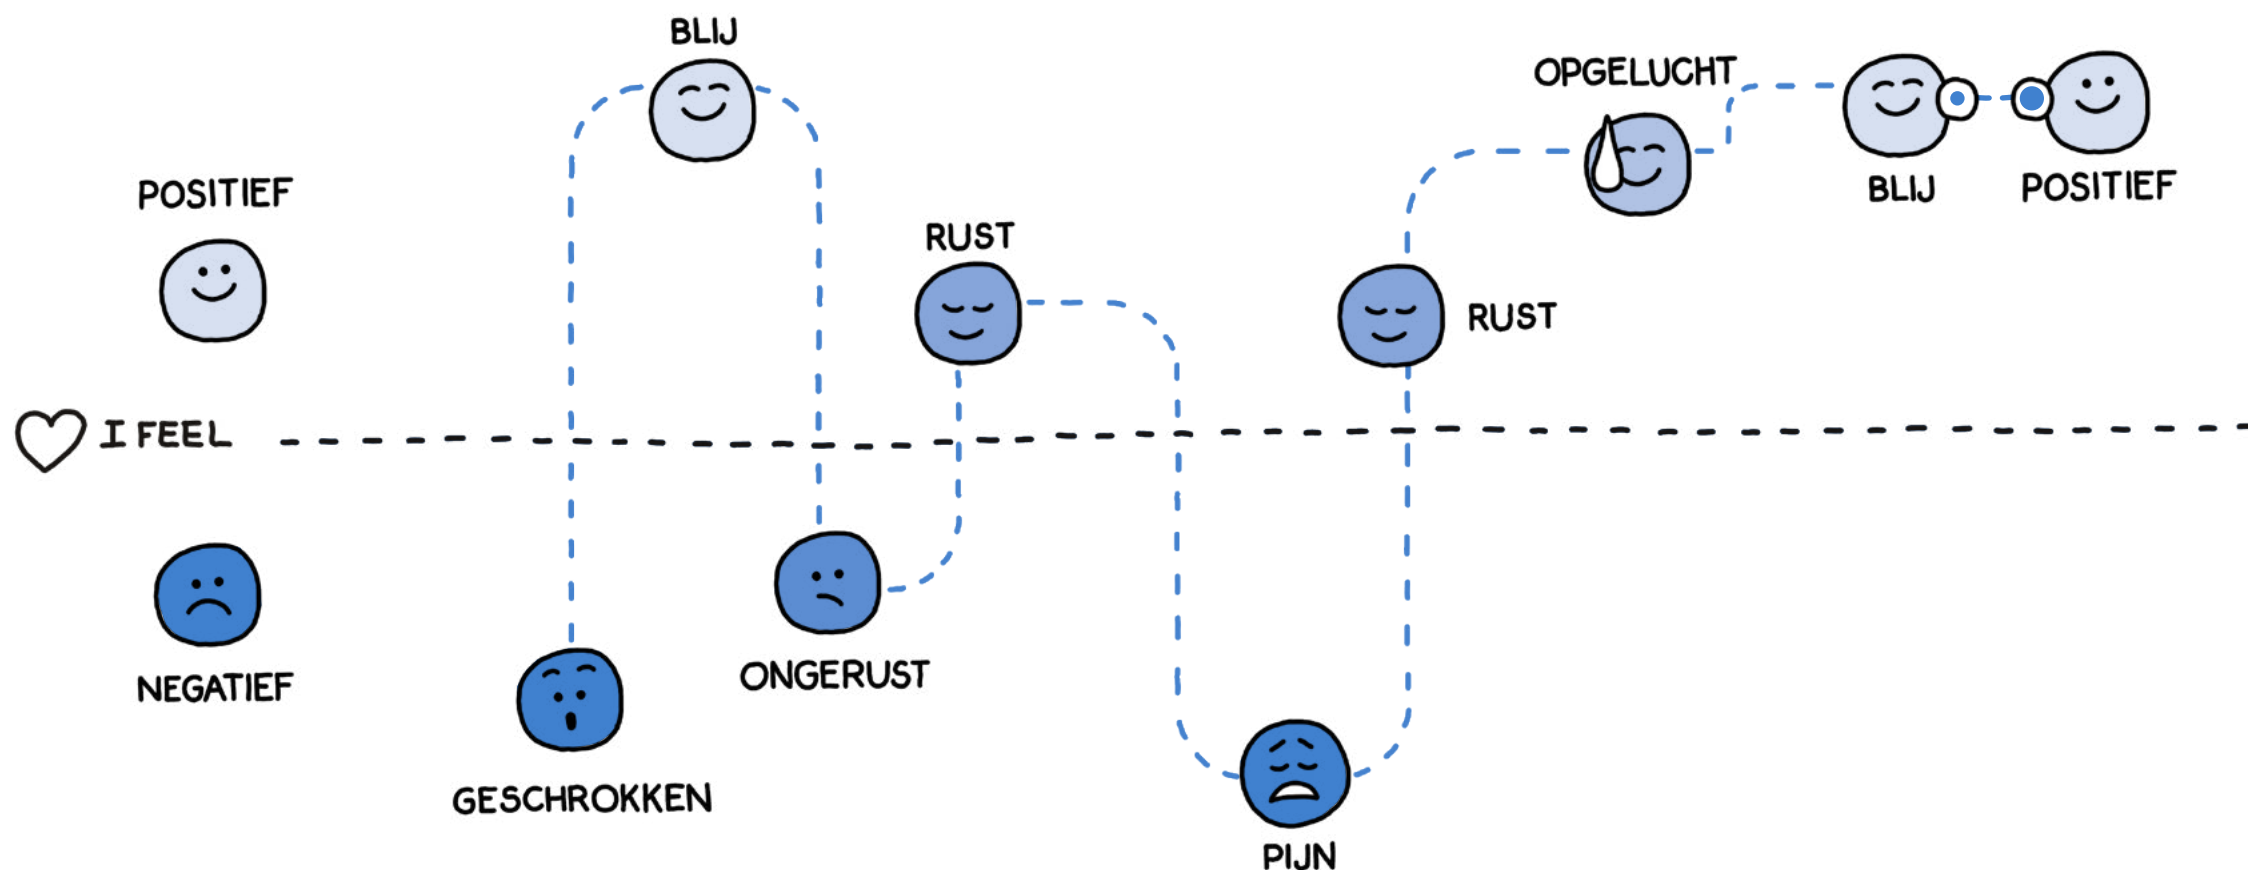 BLIJ
OPGELUCHT
POSITIEF
BLIJ
POSITIEF
RUST
RUST
I FEEL
NEGATIEF
ONGERUST
GESCHROKKEN
PIJN